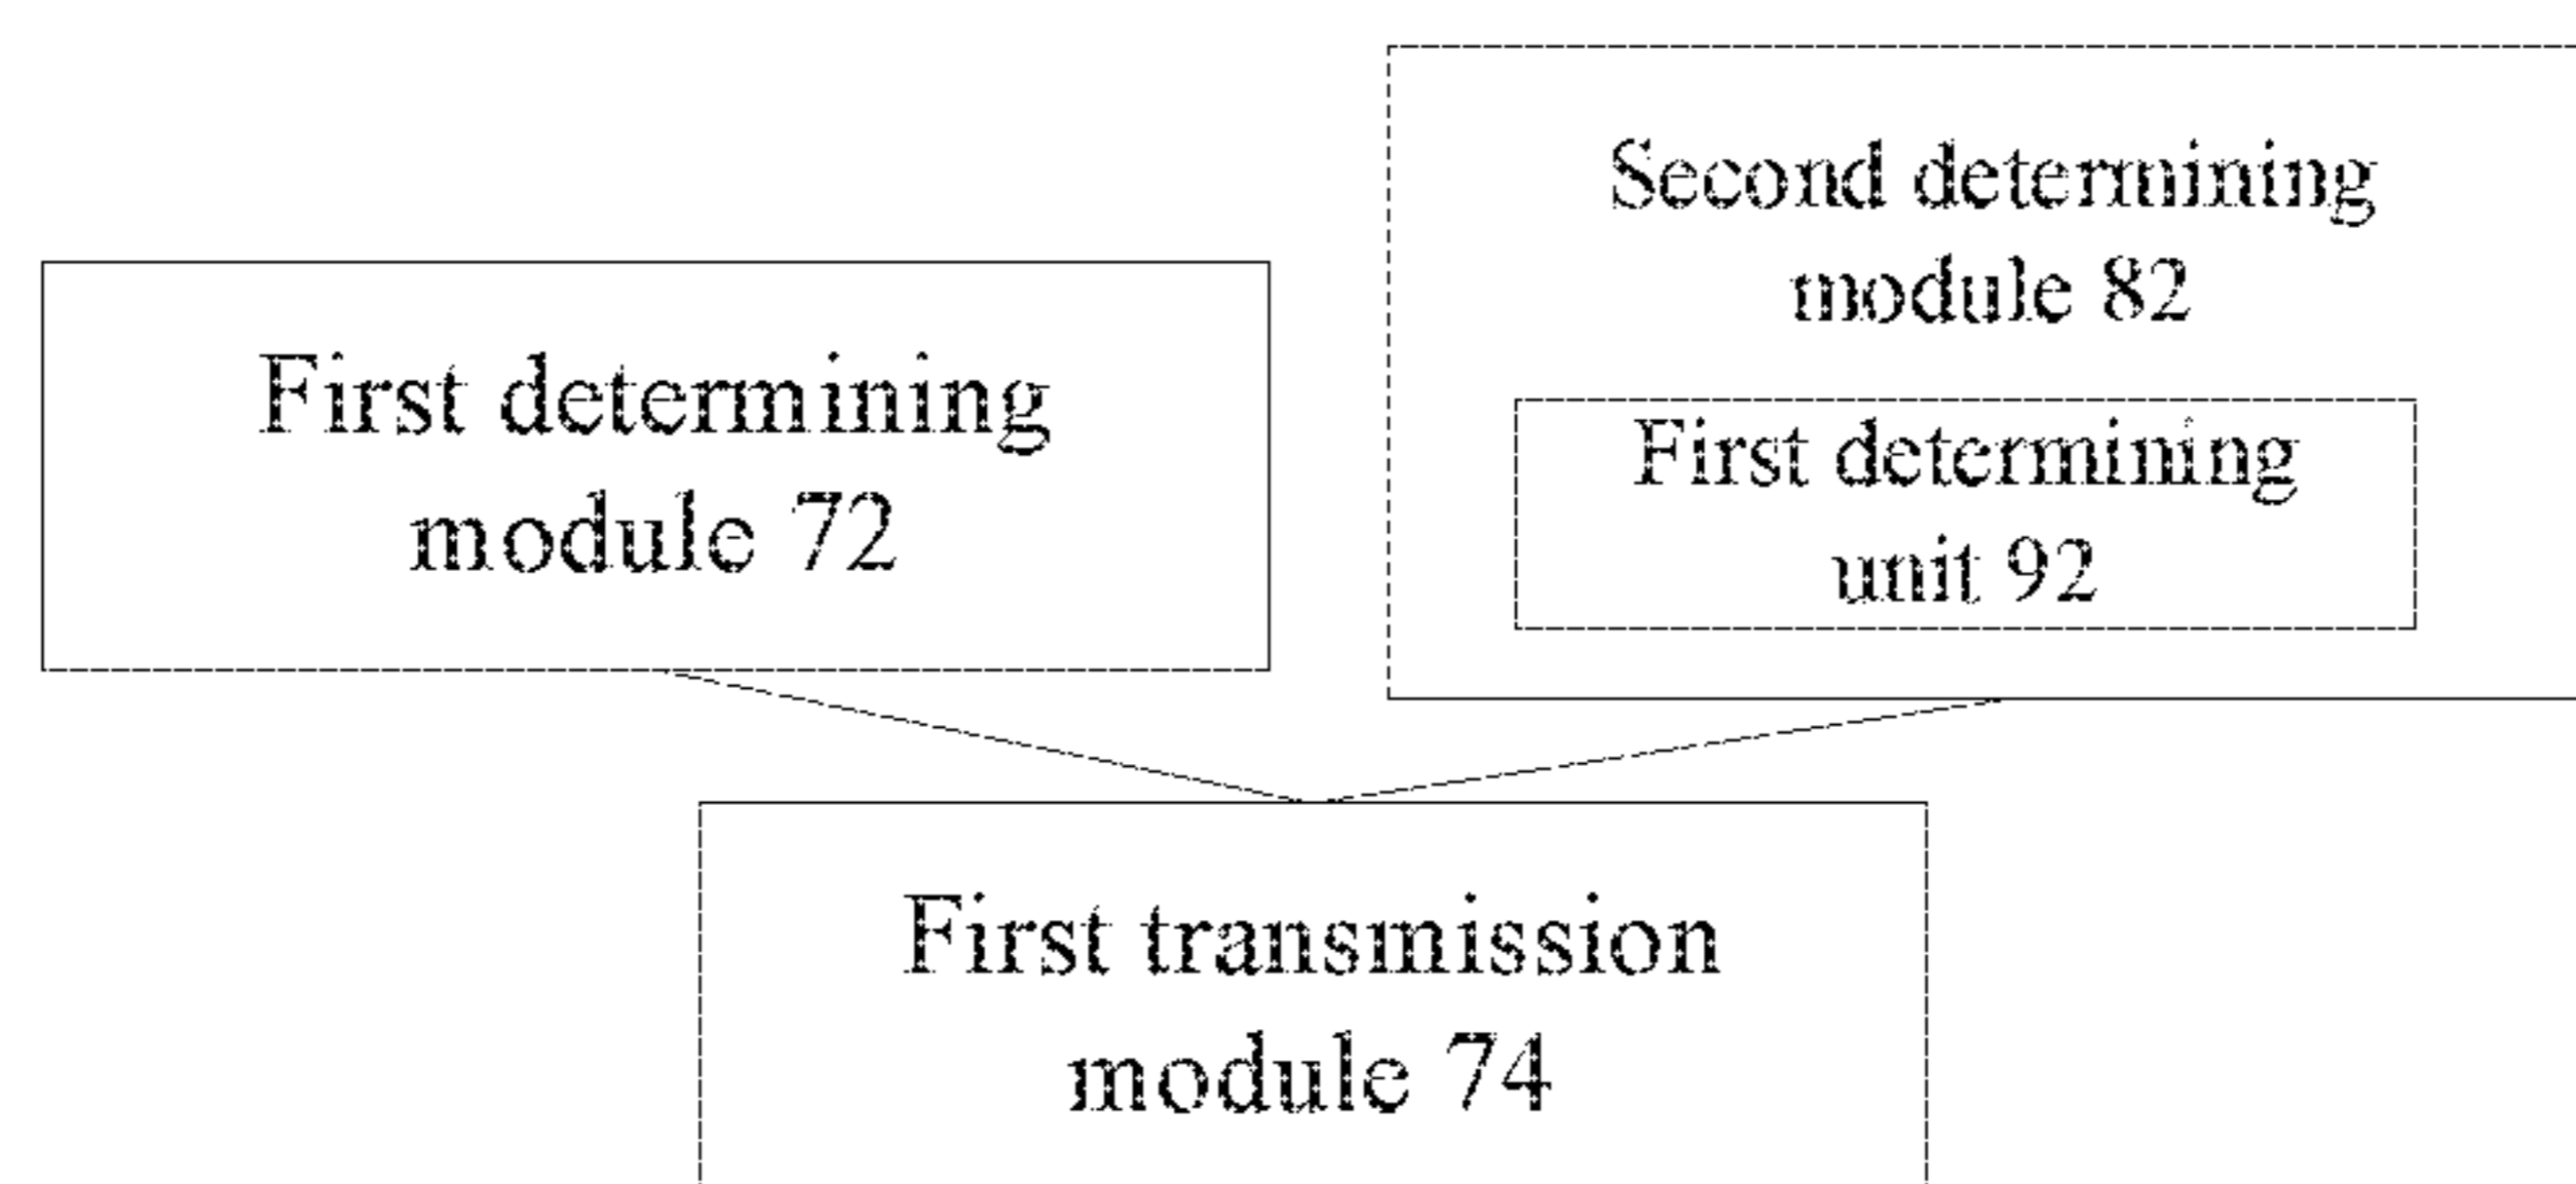 First determining
module 72
Second determining
module 82
First determining
unit 92
First transmission
module 74